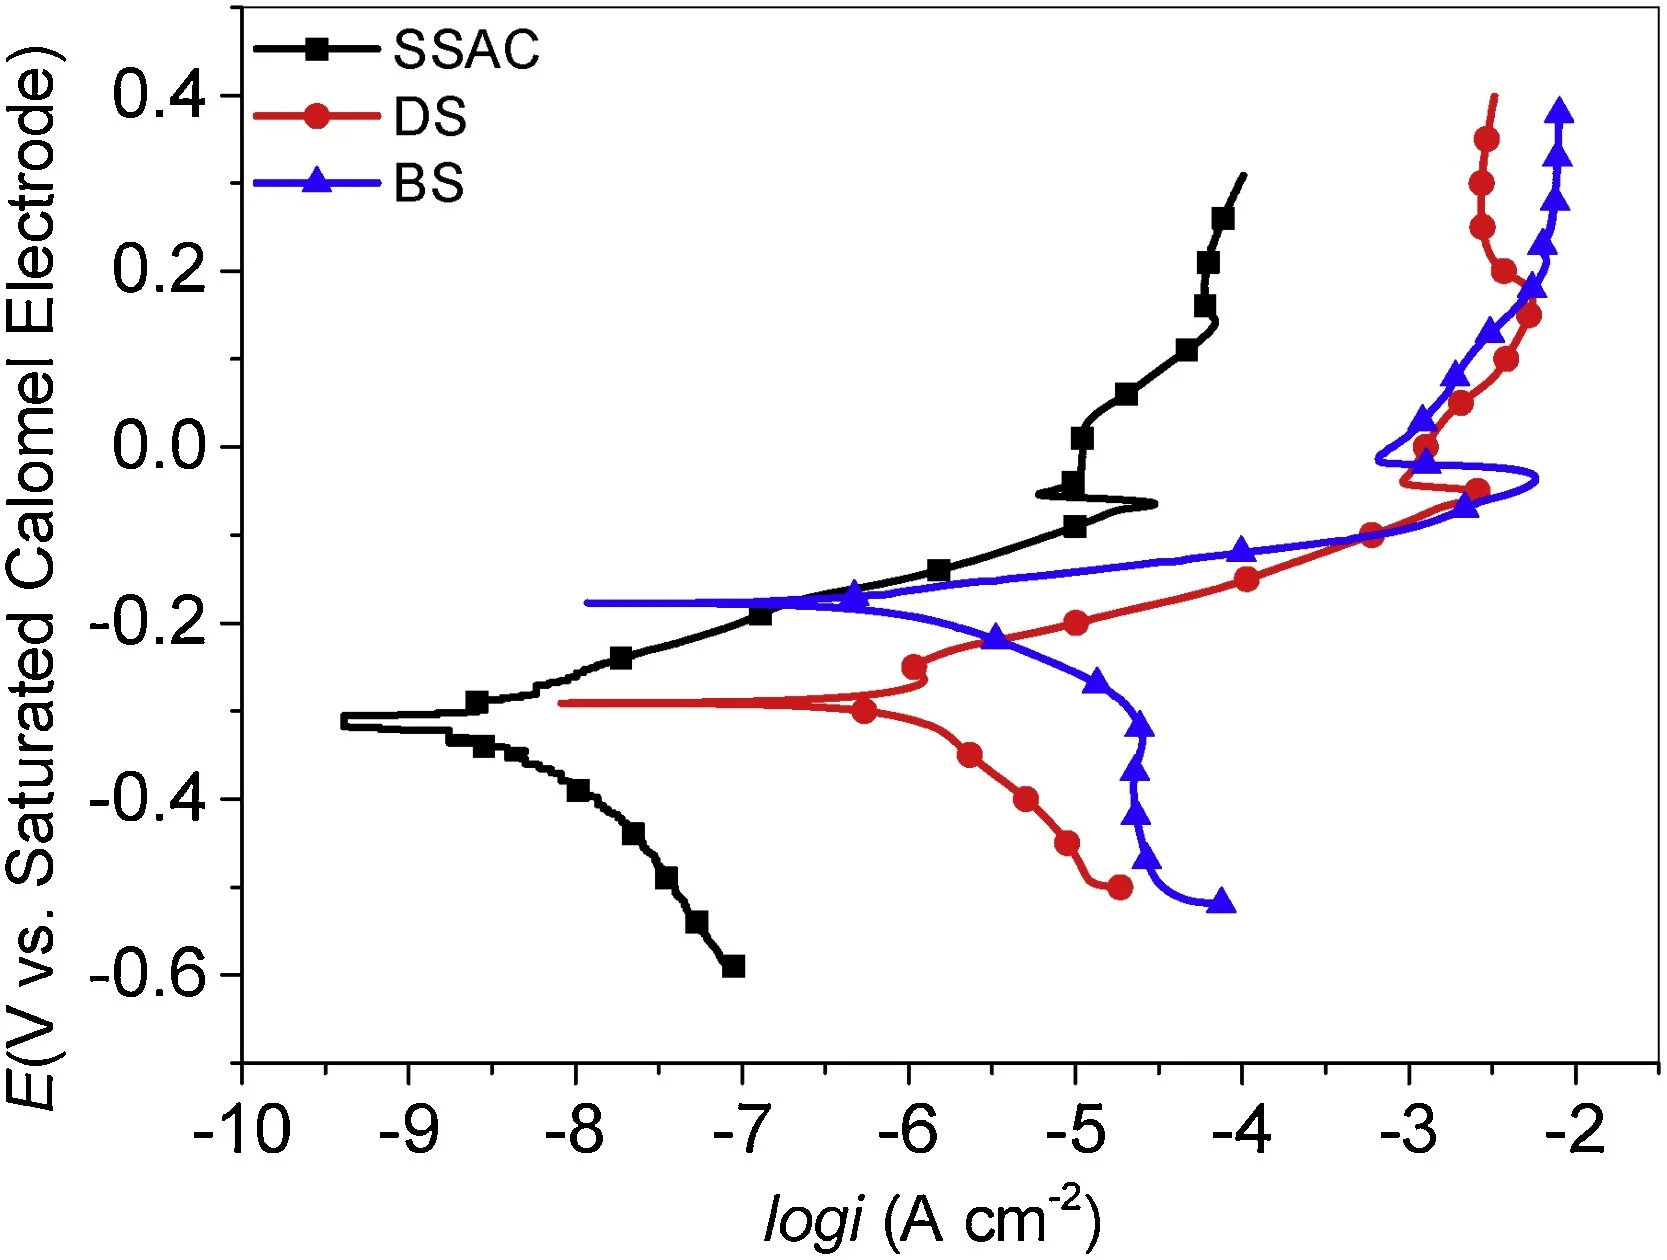 SSAC
DS
BS
0.4
0.2
0.0
-0.2
-0.4
-0.6
E(V vs. Saturated Calomel Electrode)
-10 -9 -8 -7 -6 -5 -4 -3 -2
logi (A cm-2)